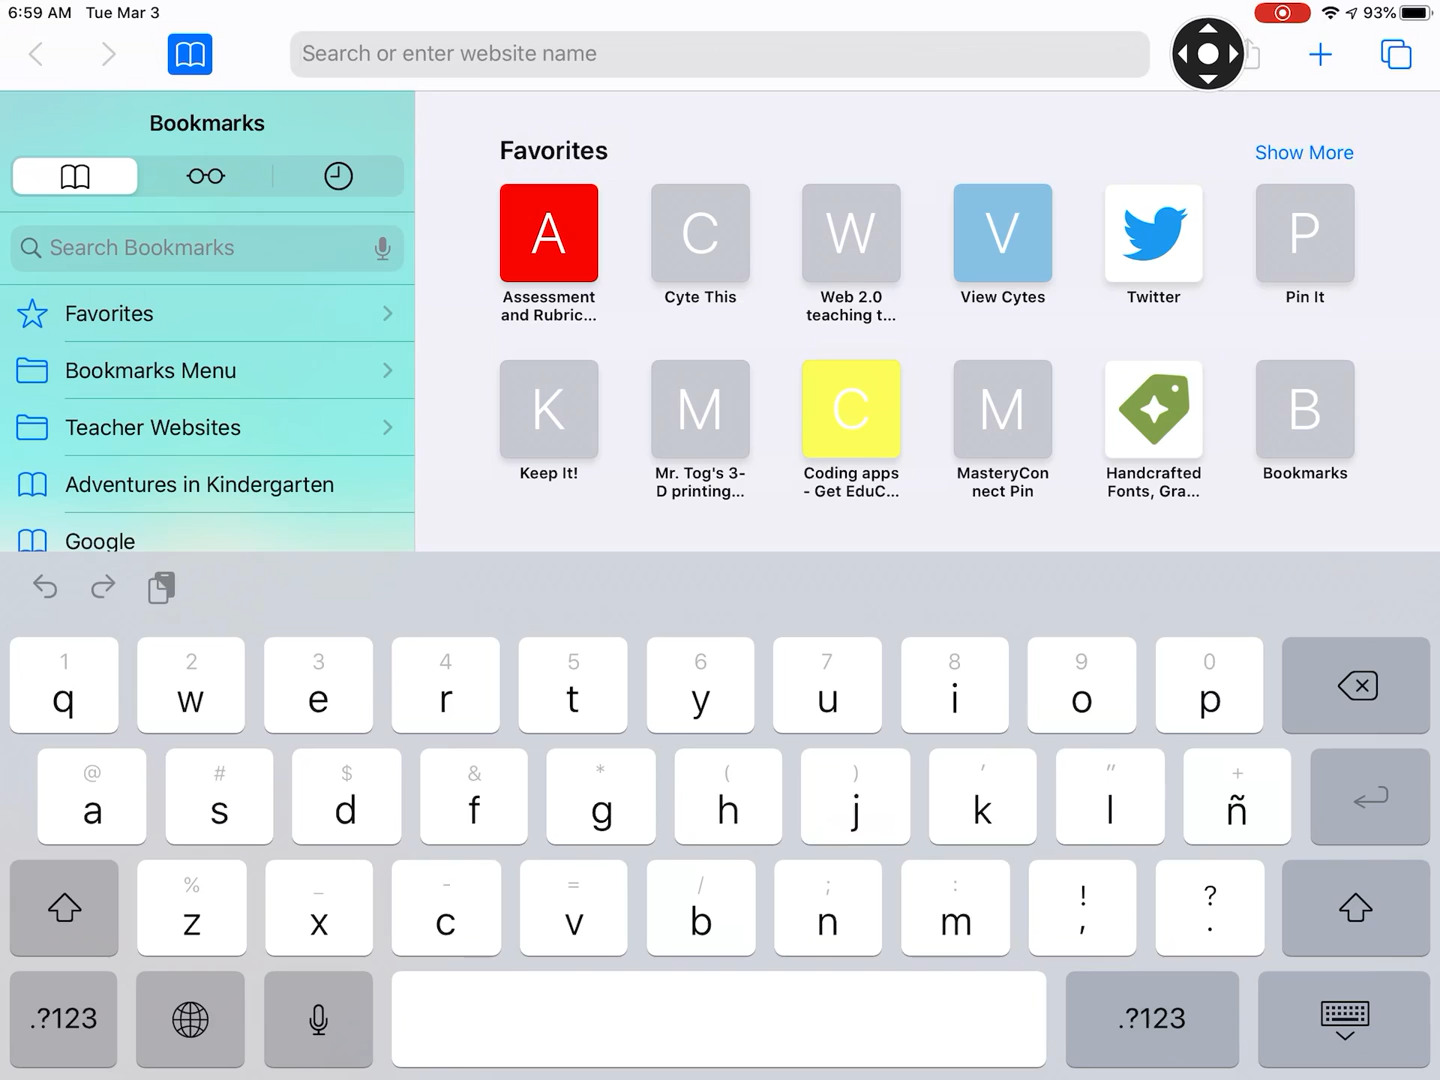 6:59 AM Tue Mar 3
93%
Search or enter website name
Bookmarks
Search Bookmarks
Favorites
Bookmarks Menu
Teacher Websites
Adventures in Kindergarten
Google
Favorites
Show More
A
C
W
V
P
Assessment
and Rubric...
Cyte This
Web 2.0
teaching t...
View Cytes
Twitter
Pin It
K
M
C
M
B
Keep It!
Mr. Tog's 3-
D printing...
Coding apps
- Get EduC...
MasteryCon
nect Pin
Handcrafted
Fonts, Gra...
Bookmarks
1 2 3 4 5 6 7 8 9 0
q w e r t y u i o p
@ # $ & * ( ) ' " +
a s d f g h j k l ñ
% _ - = / ; : ! ?
z x c v b n m , .
.?123
.?123